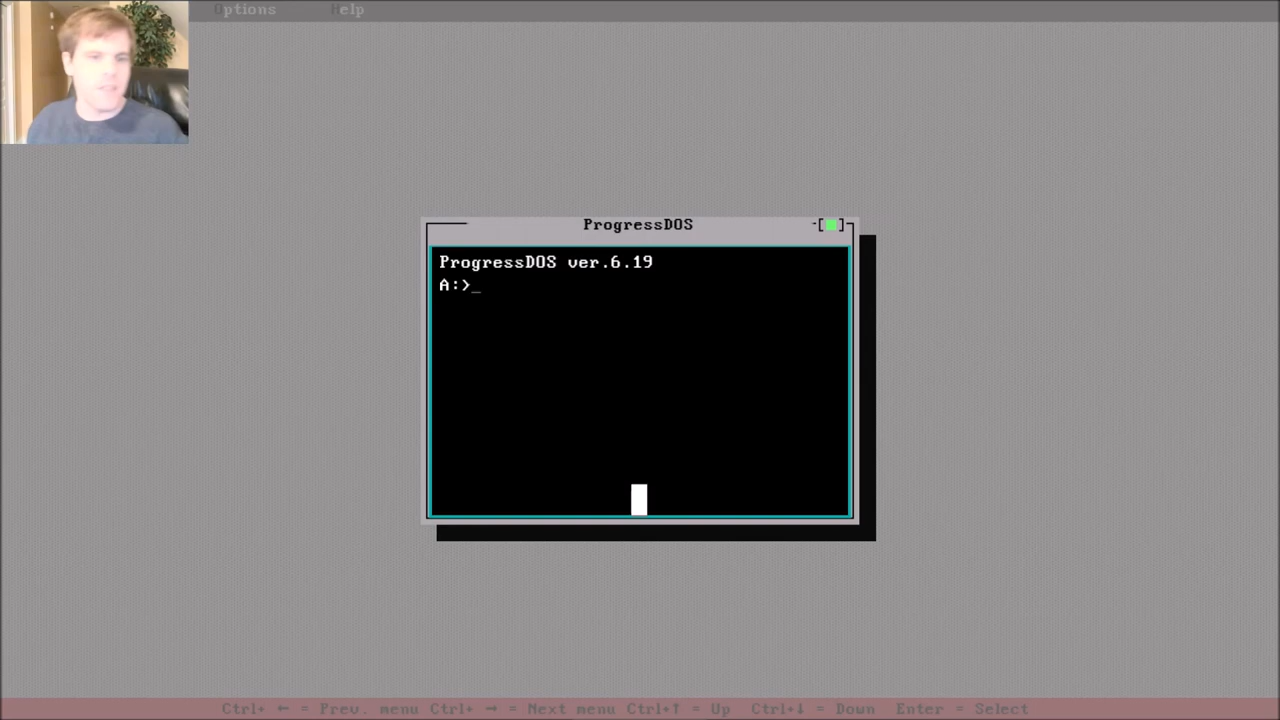 Options Help
ProgressDOS
ProgressDOS ver.6.19
A:>_
Ctrl+ ← = Prev. menu Ctrl+ → = Next menu Ctrl+↑ = Up Ctrl+↓ = Down Enter = Select